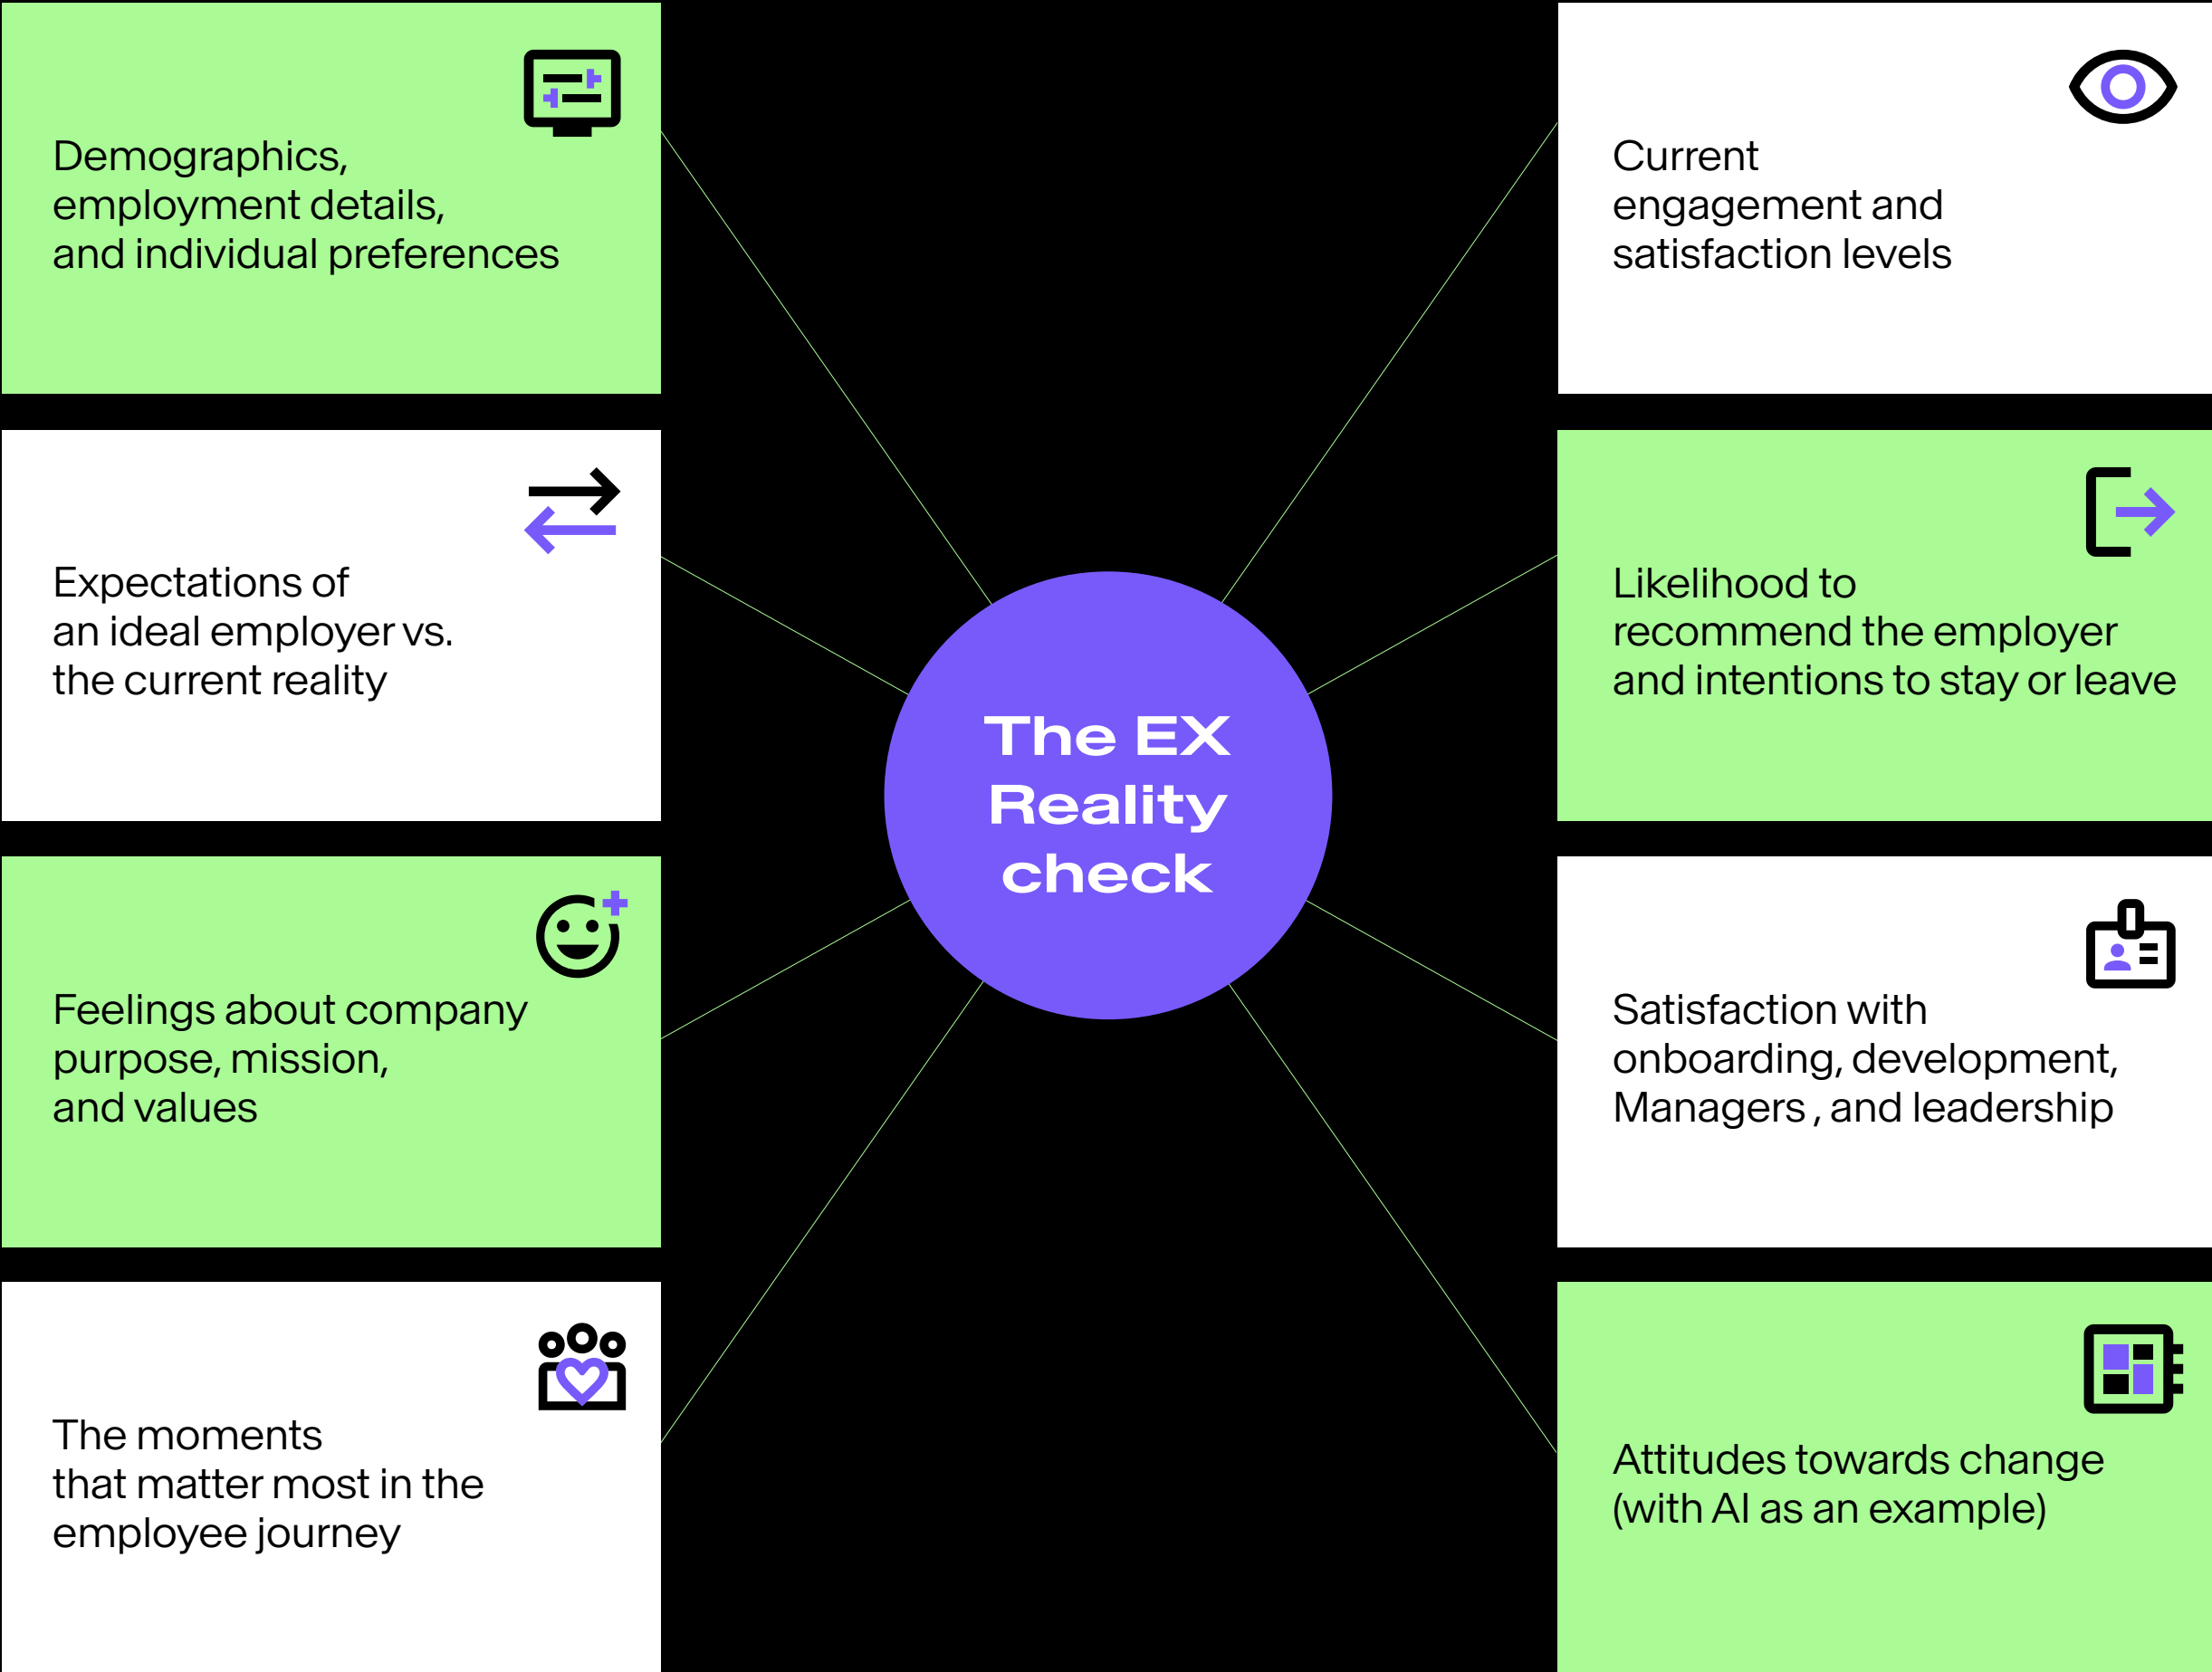 Demographics,
employment details,
and individual preferences
Expectations of
an ideal employer vs.
the current reality
Feelings about company
purpose, mission,
and values
The moments
that matter most in the
employee journey
The EX
Reality
check
Current
engagement and
satisfaction levels
Likelihood to
recommend the employer
and intentions to stay or leave
Satisfaction with
onboarding, development,
Managers , and leadership
Attitudes towards change
(with AI as an example)